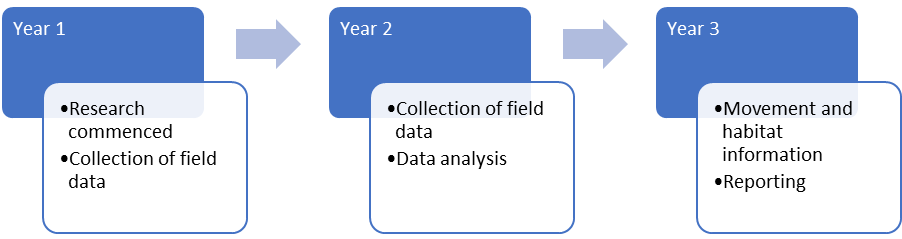 Year 1
•Research
commenced
•Collection of field
data
Year 2
•Collection of field
data
•Data analysis
Year 3
•Movement and
habitat
information
•Reporting